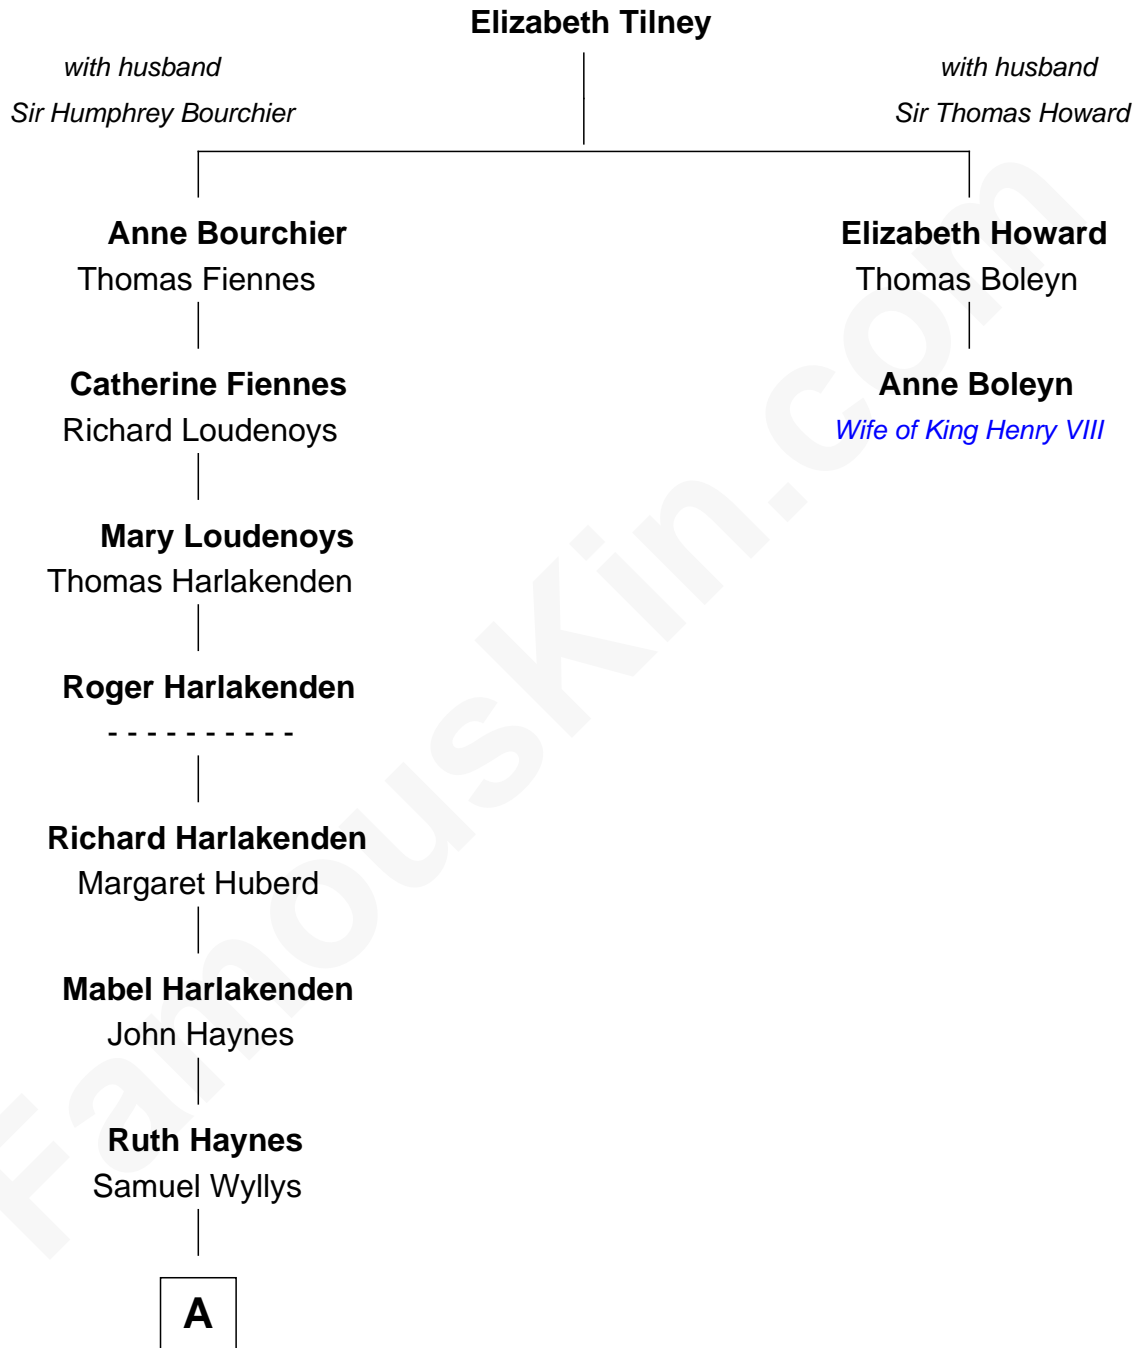 Elizabeth Tilney
with husband
Sir Humphrey Bourchier
with husband
Sir Thomas Howard
Anne Bourchier
Thomas Fiennes
Elizabeth Howard
Thomas Boleyn
Catherine Fiennes
Richard Loudenoys
Anne Boleyn
Wife of King Henry VIII
Mary Loudenoys
Thomas Harlakenden
Roger Harlakenden
- - - - - - - - - -
Richard Harlakenden
Margaret Huberd
Mabel Harlakenden
John Haynes
Ruth Haynes
Samuel Wyllys
A
FamousKin.com